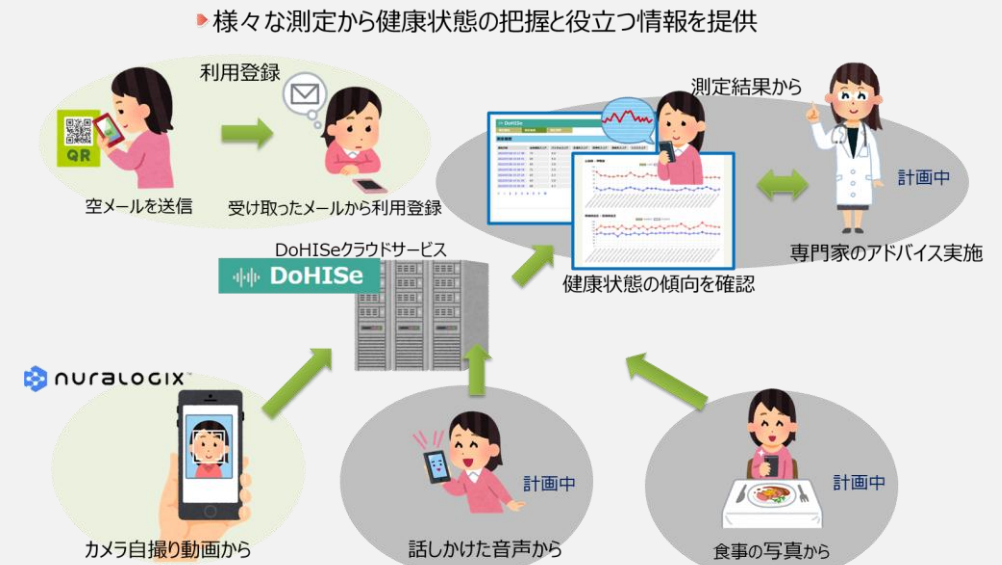 様々な測定から健康状態の把握と役立つ情報を提供
利用登録
QR
空メールを送信
受け取ったメールから利用登録
測定結果から
DoHISe
計画中
専門家のアドバイス実施
健康状態の傾向を確認
DoHISeクラウドサービス
DoHISe
nuralogix
カメラ自撮り動画から
計画中
話しかけた音声から
計画中
食事の写真から